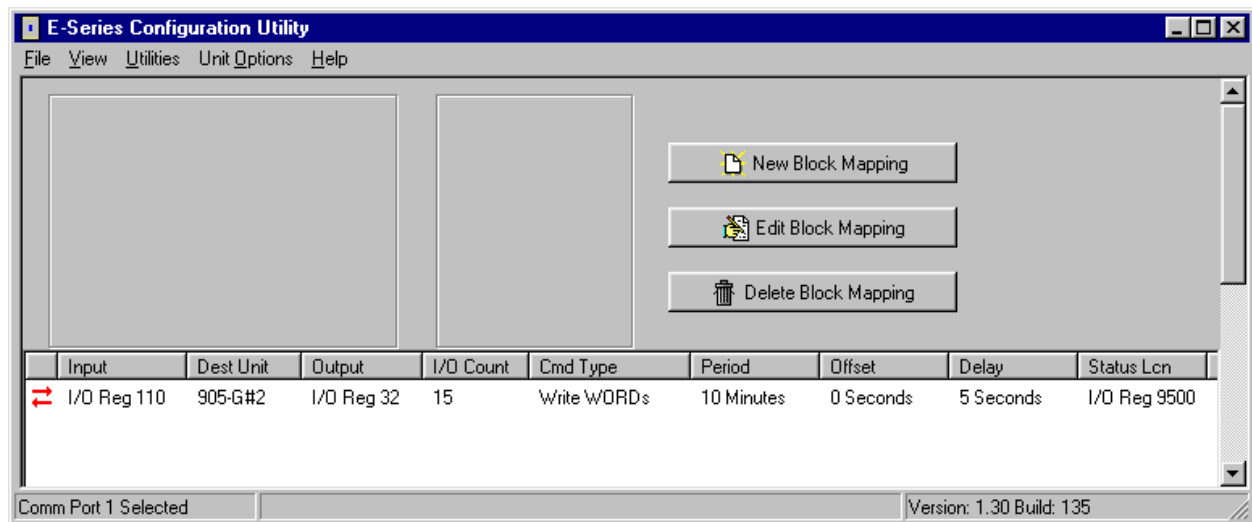 E-Series Configuration Utility
File View Utilities Unit Options Help
New Block Mapping
Edit Block Mapping
Delete Block Mapping
Input Dest Unit Output I/O Count Cmd Type Period Offset Delay Status Lcn
I/O Reg 110 905-G#2 I/O Reg 32 15 Write WORDs 10 Minutes 0 Seconds 5 Seconds I/O Reg 9500
Comm Port 1 Selected Version: 1.30 Build: 135